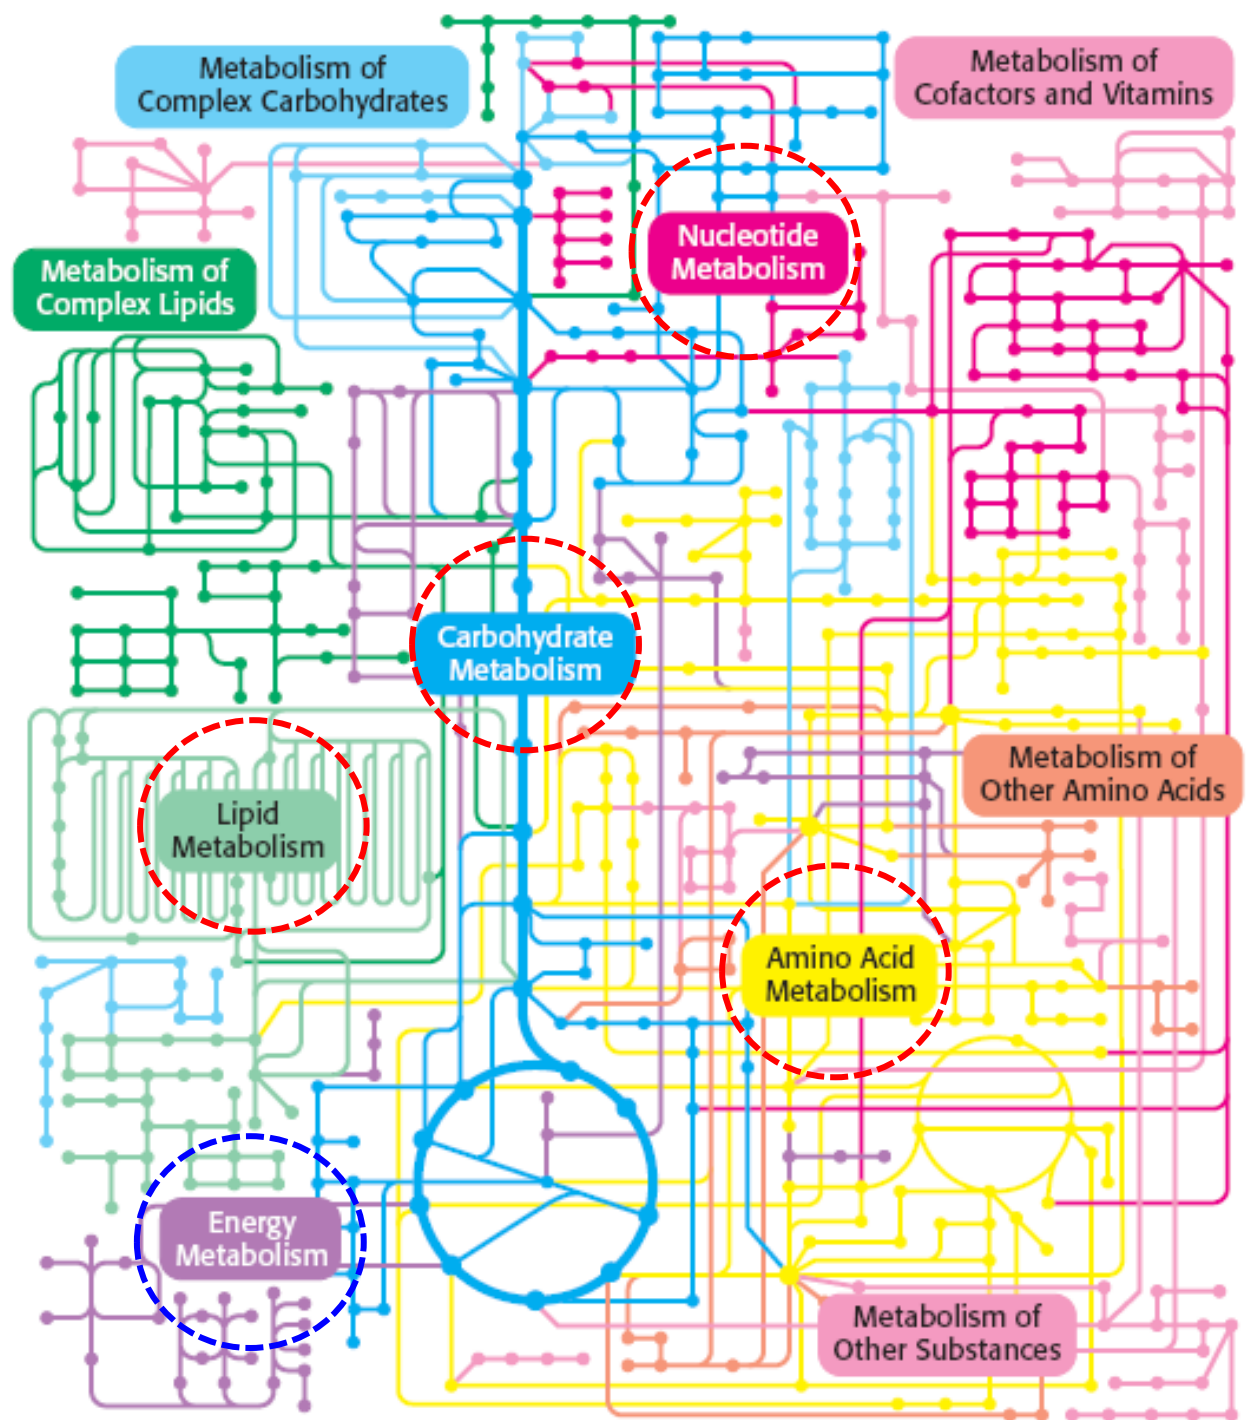 Metabolism of
Complex Carbohydrates
Metabolism of
Cofactors and Vitamins
Nucleotide
Metabolism
Metabolism of
Complex Lipids
Carbohydrate
Metabolism
Metabolism of
Other Amino Acids
Lipid
Metabolism
Amino Acid
Metabolism
Energy
Metabolism
Metabolism of
Other Substances